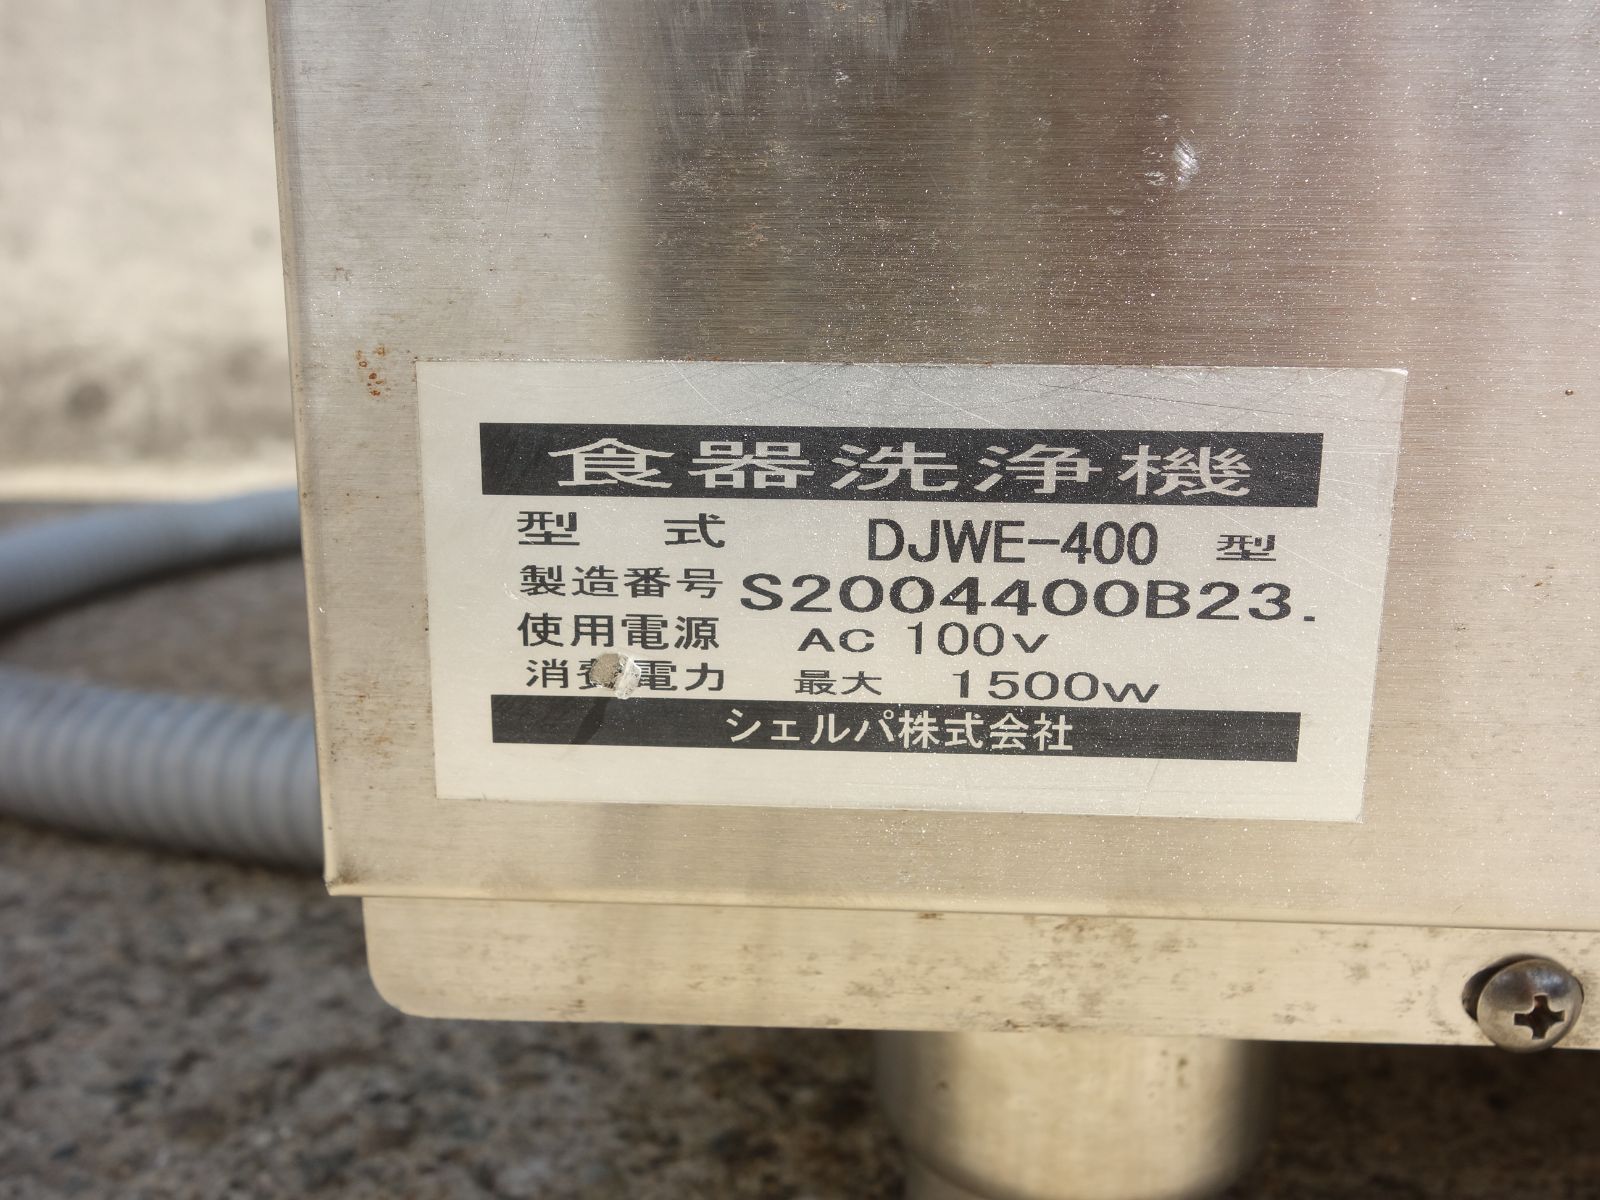 食器洗浄機
型式 DJWE-400 型
製造番号 S2004400B23.
使用電源 AC 100V
消費電力 最大 1500W
シェルパ株式会社